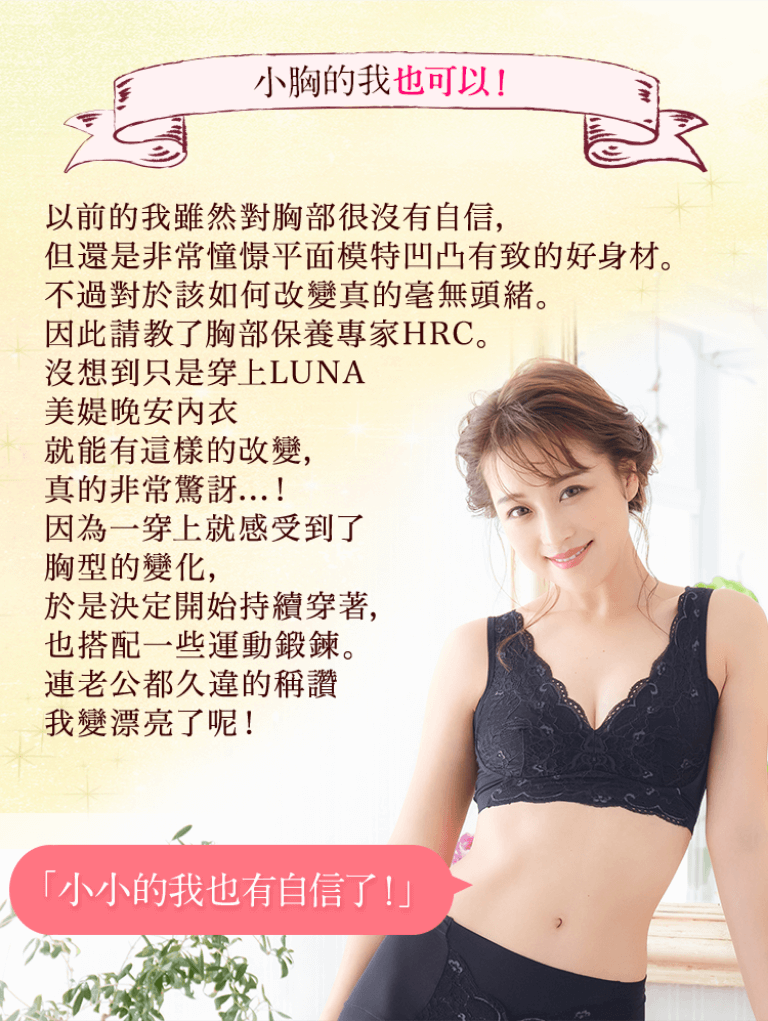 小胸的我也可以!
以前的我雖然對胸部很沒有自信,
但還是非常憧憬平面模特凹凸有致的好身材。
不過對於該如何改變真的毫無頭緒。
因此請教了胸部保養專家HRC。
沒想到只是穿上LUNA
美媞晚安內衣
就能有這樣的改變,
真的非常驚訝...!
因為一穿上就感受到了
胸型的變化,
於是決定開始持續穿著,
也搭配一些運動鍛鍊。
連老公都久違的稱讚
我變漂亮了呢!
「小小的我也有自信了!」